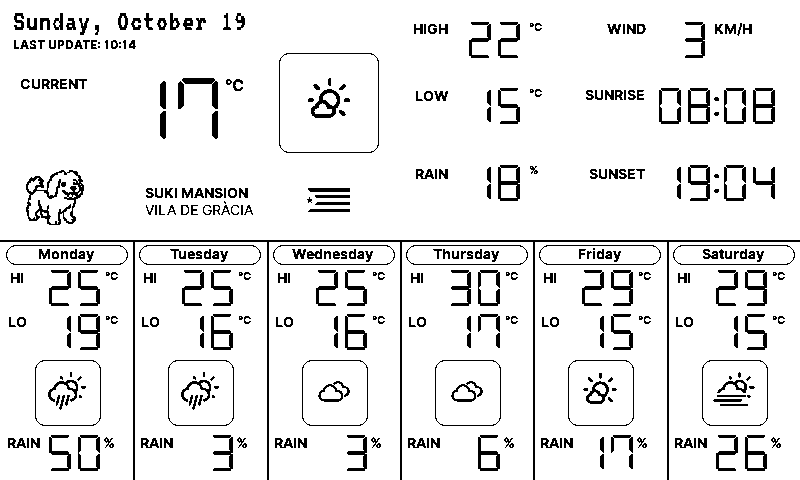 Sunday, October 19
LAST UPDATE: 10:14
CURRENT 17 °C
HIGH 22 °C
LOW 15 °C
RAIN 18 %
WIND 3 KM/H
SUNRISE 08:08
SUNSET 19:04
SUKI MANSION
VILA DE GRÀCIA
Monday
HI 25 °C
LO 19 °C
RAIN 50 %
Tuesday
HI 25 °C
LO 16 °C
RAIN 3 %
Wednesday
HI 25 °C
LO 16 °C
RAIN 3 %
Thursday
HI 30 °C
LO 17 °C
RAIN 6 %
Friday
HI 29 °C
LO 15 °C
RAIN 17 %
Saturday
HI 29 °C
LO 15 °C
RAIN 26 %